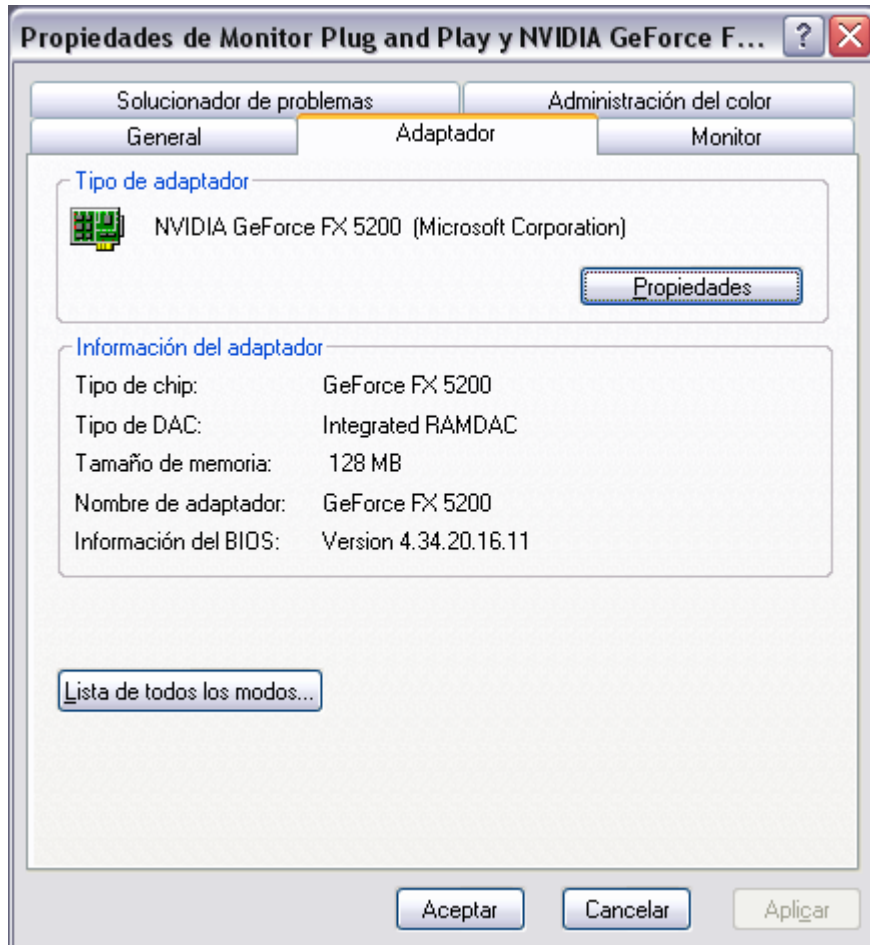 Propiedades de Monitor Plug and Play y NVIDIA GeForce F... ?
Solucionador de problemas Administración del color
General Adaptador Monitor
Tipo de adaptador
NVIDIA GeForce FX 5200 (Microsoft Corporation)
Propiedades
Información del adaptador
Tipo de chip: GeForce FX 5200
Tipo de DAC: Integrated RAMDAC
Tamaño de memoria: 128 MB
Nombre de adaptador: GeForce FX 5200
Información del BIOS: Version 4.34.20.16.11
Lista de todos los modos...
Aceptar Cancelar Aplicar